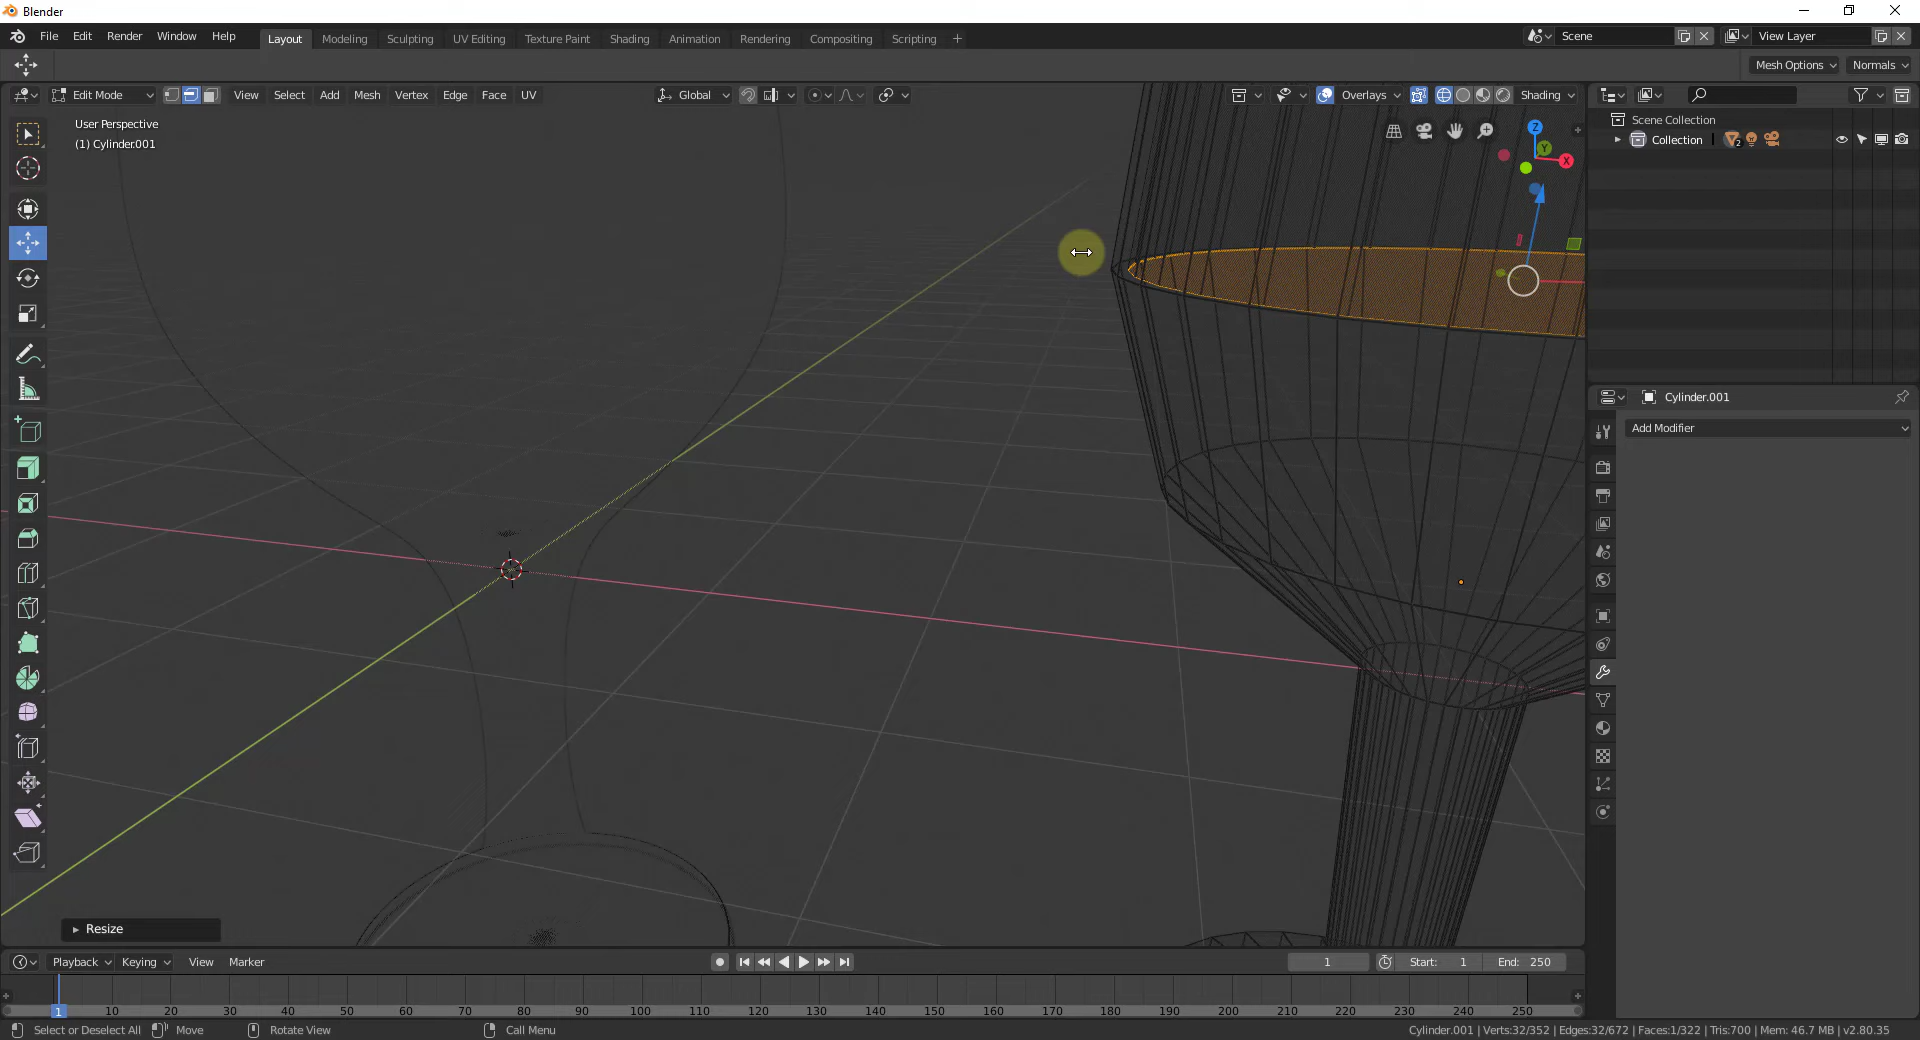 Blender
File Edit Render Window Help Layout Modeling Sculpting UV Editing Texture Paint Shading Animation Rendering Compositing Scripting + Scene View Layer
Mesh Options Normals
Edit Mode View Select Add Mesh Vertex Edge Face UV Global Overlays Shading
User Perspective
(1) Cylinder.001
Z
Y
X
Scene Collection
Collection 2
Cylinder.001
Add Modifier
Resize
Playback Keying View Marker 1 Start: 1 End: 250
1 10 20 30 40 50 60 70 80 90 100 110 120 130 140 150 160 170 180 190 200 210 220 230 240 250
Select or Deselect All Move Rotate View Call Menu Cylinder.001 | Verts:32/352 | Edges:32/672 | Faces:1/322 | Tris:700 | Mem: 46.7 MB | v2.80.35